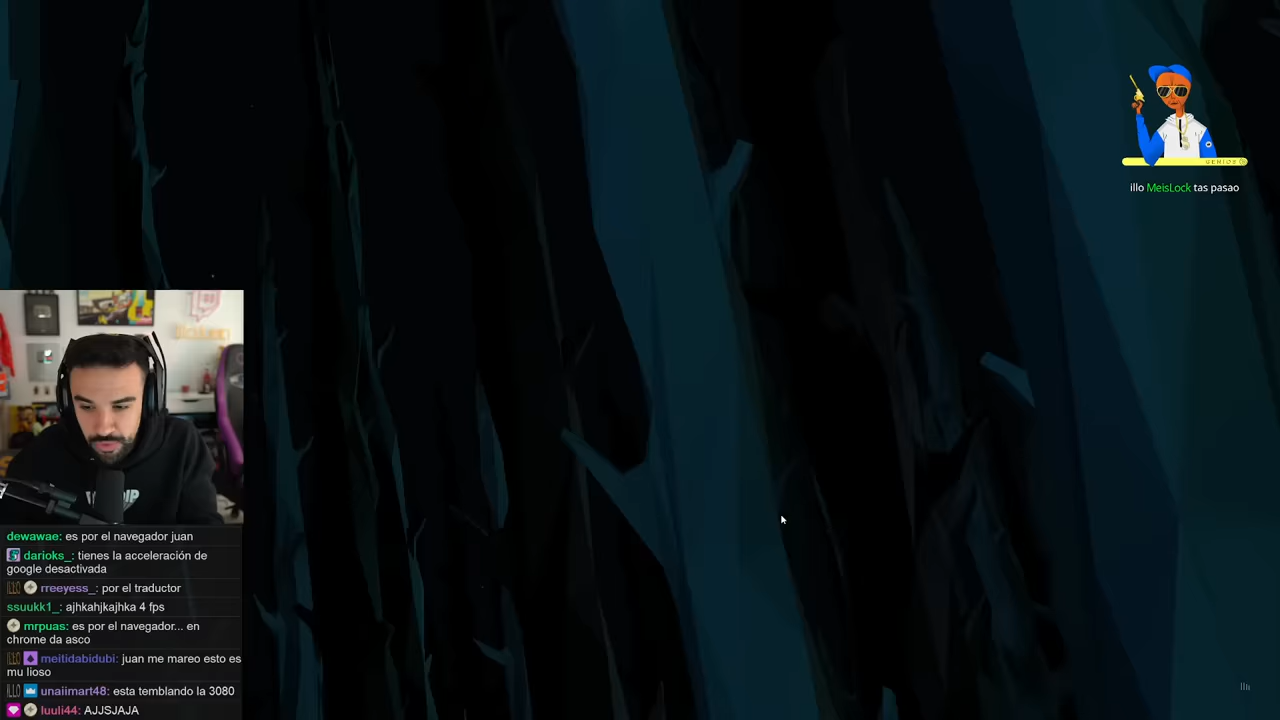 illo MeisLock tas pasao
dewawae: es por el navegador juan
darioks_: tienes la acceleración de
google desactivada
rreeyess_: por el traductor
ssuukk1_: ajhkahjkajhka 4 fps
mrpuas: es por el navegador... en
chrome da asco
meitidabidubi: juan me mareo esto es
mu lioso
unaiimart48: esta temblando la 3080
luuli44: AJJSJAJA